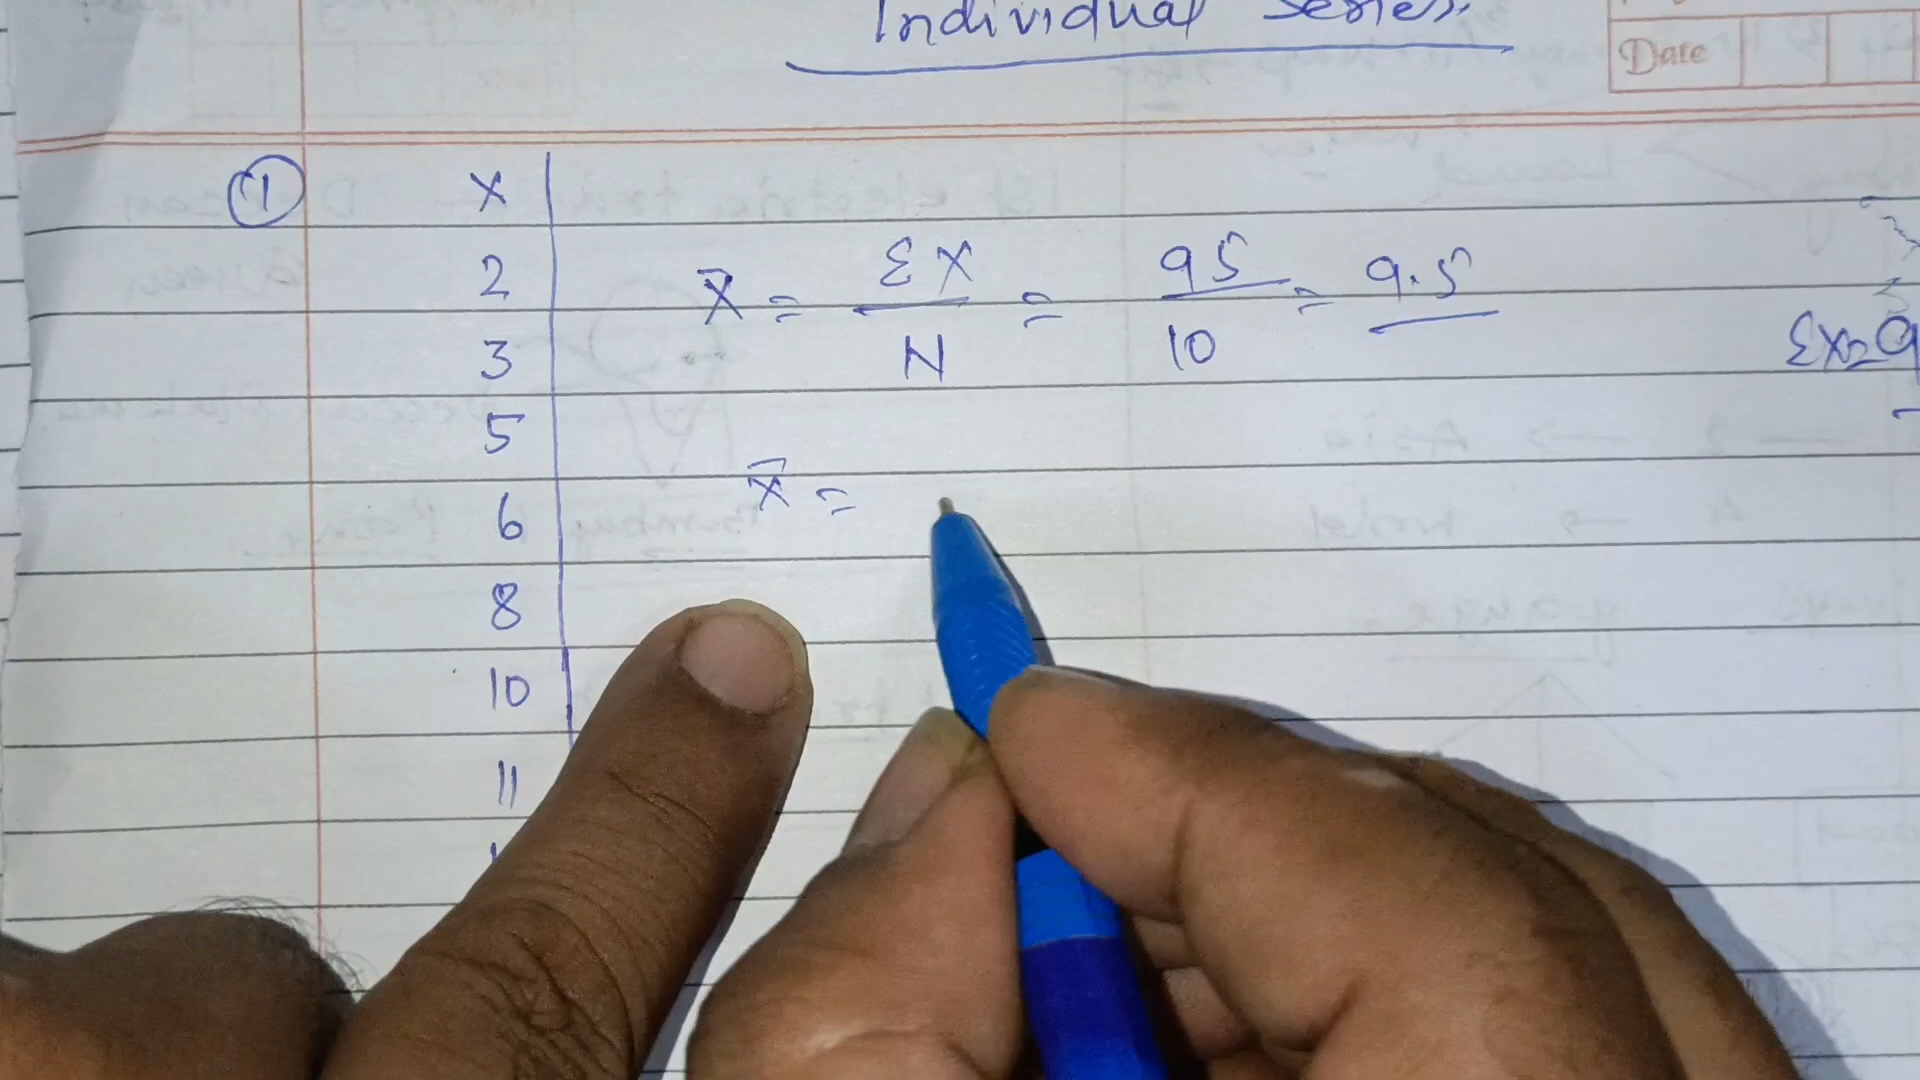 Individual Series.
Date
① X
2
X̄ = ΣX / N = 95 / 10 = 9.5
3
5
X̄ =
6
8
10
11